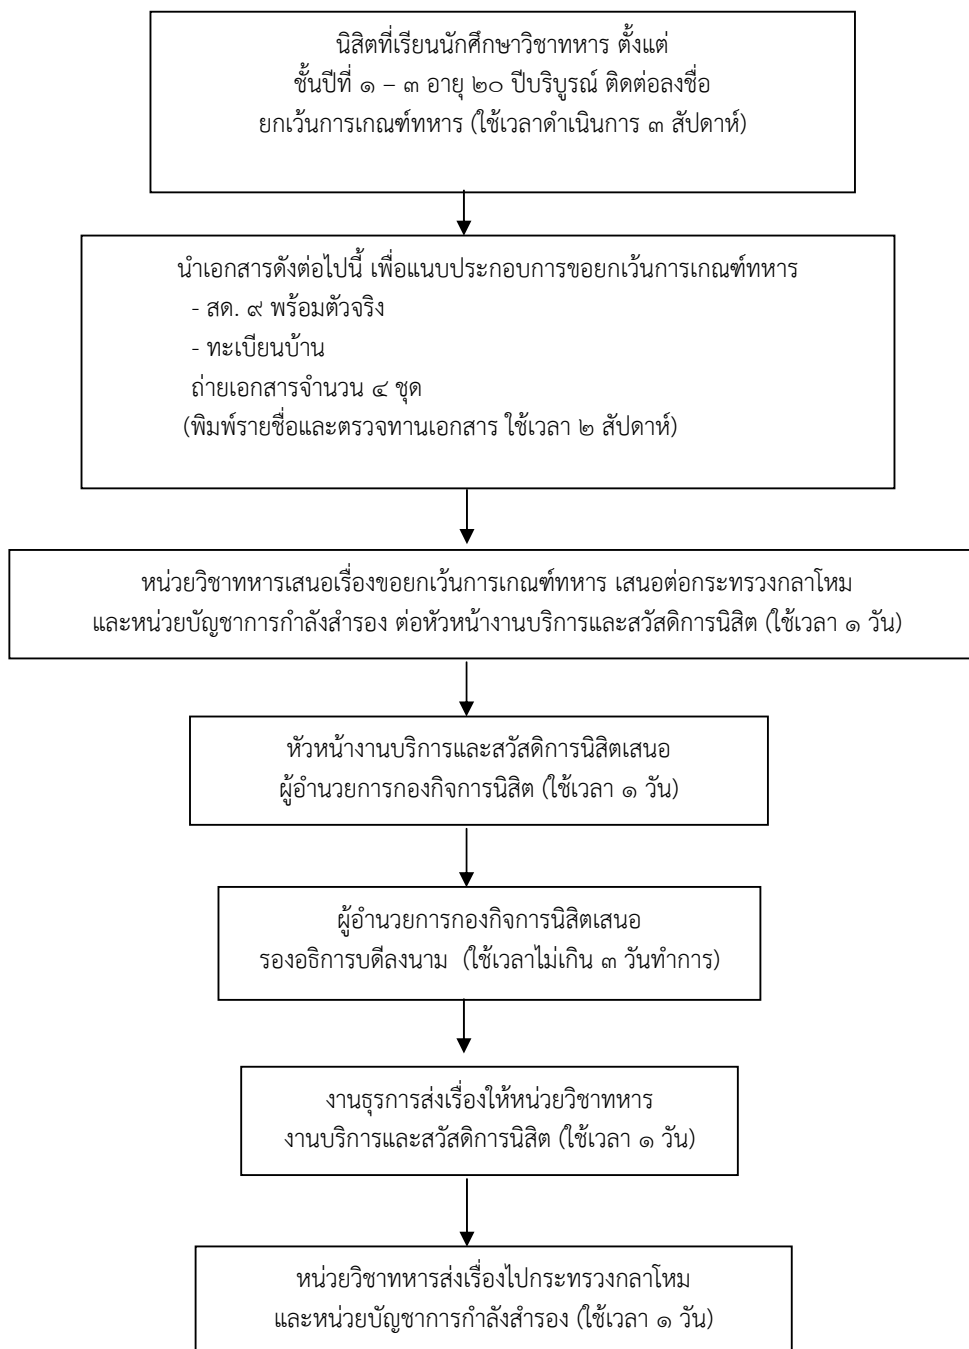 นิสิตที่เรียนนักศึกษาวิชาทหาร ตั้งแต่
ชั้นปีที่ ๑ – ๓ อายุ ๒๐ ปีบริบูรณ์ ติดต่อลงชื่อ
ยกเว้นการเกณฑ์ทหาร (ใช้เวลาดำเนินการ ๓ สัปดาห์)
นำเอกสารดังต่อไปนี้ เพื่อแนบประกอบการขอยกเว้นการเกณฑ์ทหาร
- สด. ๙ พร้อมตัวจริง
- ทะเบียนบ้าน
ถ่ายเอกสารจำนวน ๔ ชุด
(พิมพ์รายชื่อและตรวจทานเอกสาร ใช้เวลา ๒ สัปดาห์)
หน่วยวิชาทหารเสนอเรื่องขอยกเว้นการเกณฑ์ทหาร เสนอต่อกระทรวงกลาโหม
และหน่วยบัญชาการกำลังสำรอง ต่อหัวหน้างานบริการและสวัสดิการนิสิต (ใช้เวลา ๑ วัน)
หัวหน้างานบริการและสวัสดิการนิสิตเสนอ
ผู้อำนวยการกองกิจการนิสิต (ใช้เวลา ๑ วัน)
ผู้อำนวยการกองกิจการนิสิตเสนอ
รองอธิการบดีลงนาม (ใช้เวลาไม่เกิน ๓ วันทำการ)
งานธุรการส่งเรื่องให้หน่วยวิชาทหาร
งานบริการและสวัสดิการนิสิต (ใช้เวลา ๑ วัน)
หน่วยวิชาทหารส่งเรื่องไปกระทรวงกลาโหม
และหน่วยบัญชาการกำลังสำรอง (ใช้เวลา ๑ วัน)